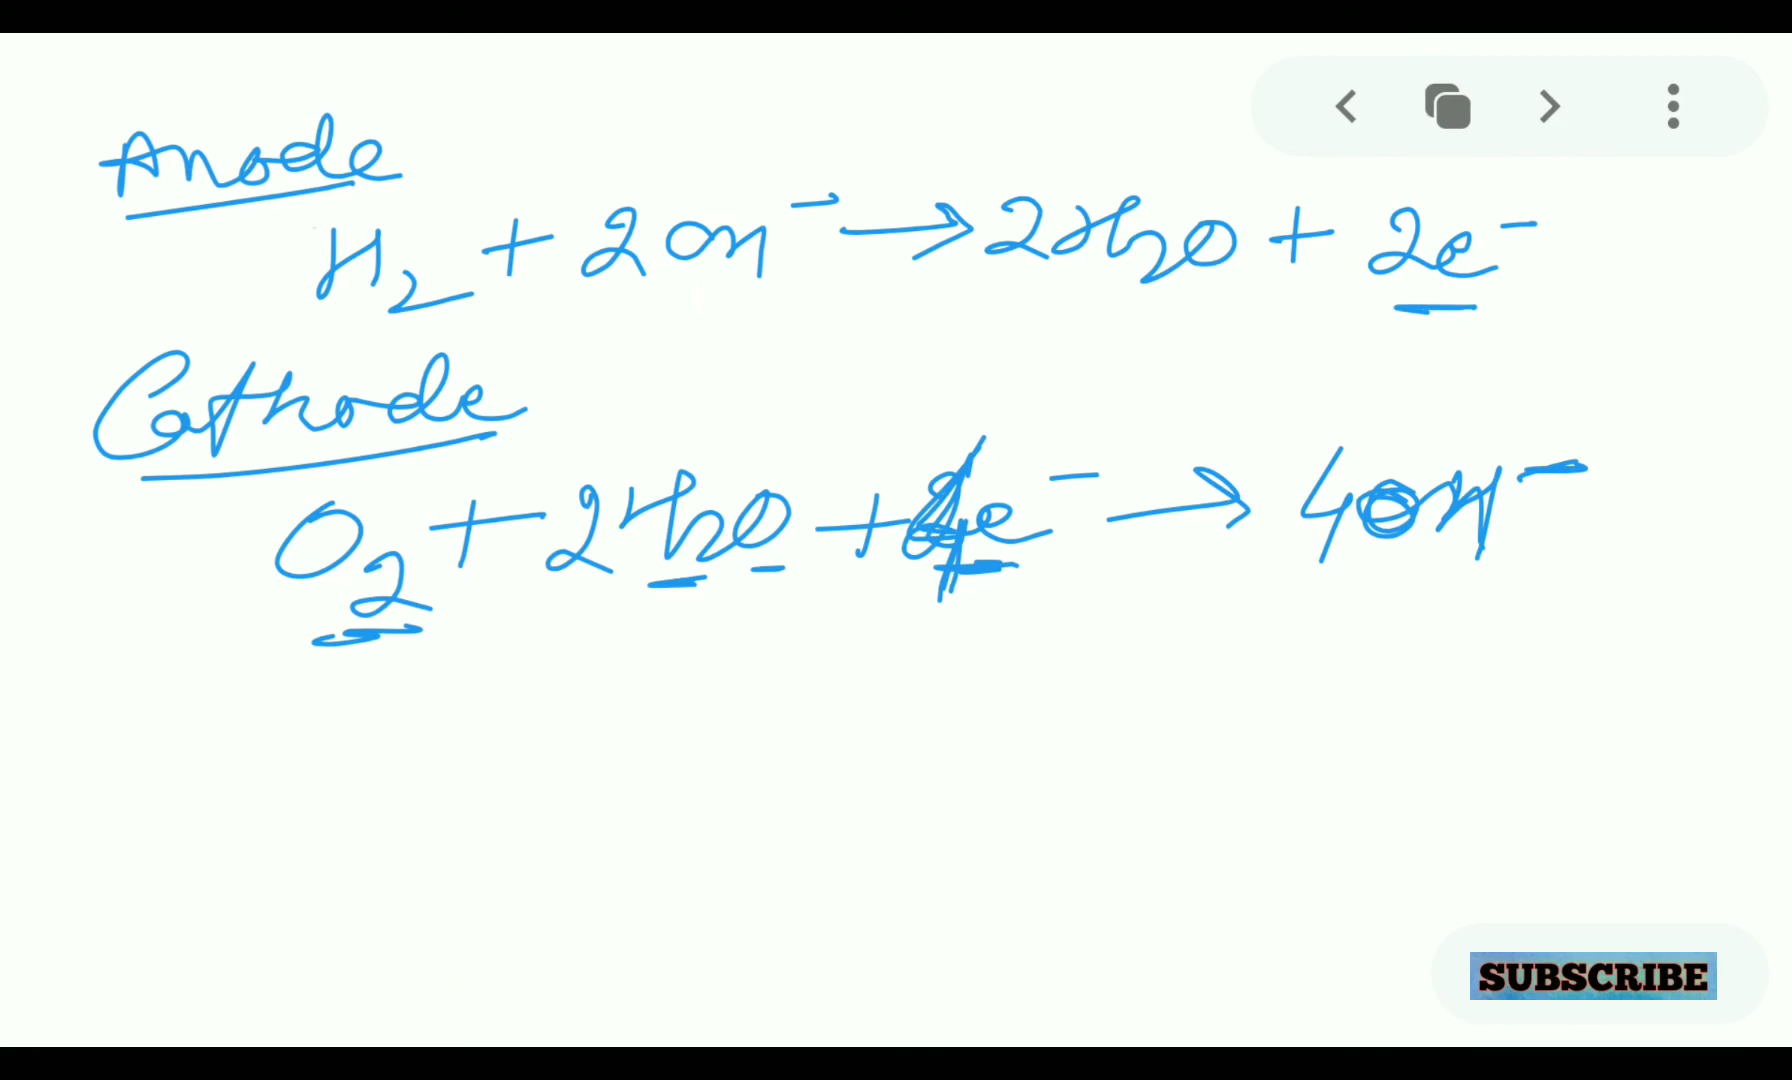 Anode
H₂ + 2OH⁻ → 2H₂O + 2e⁻
Cathode
O₂ + 2H₂O + 4e⁻ → 4OH⁻
SUBSCRIBE